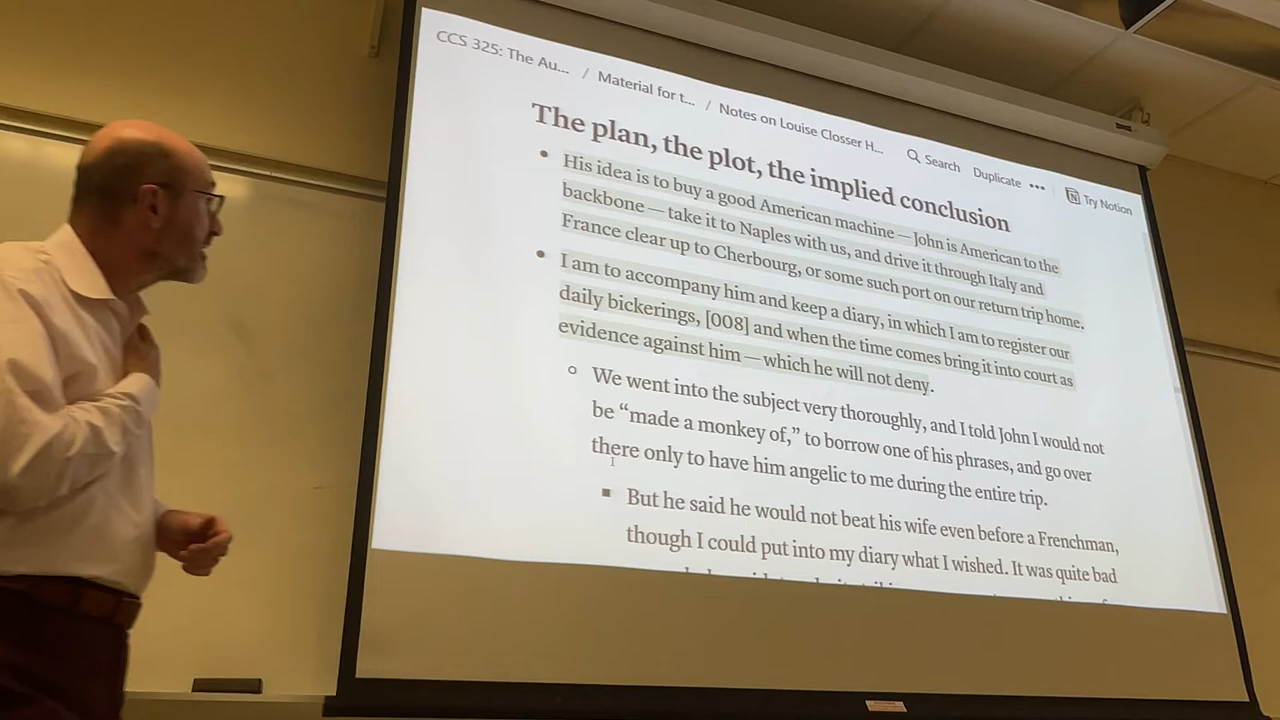 CCS 325: The Au... / Material for t... / Notes on Louise Closser H... Search Duplicate ••• Try Notion
The plan, the plot, the implied conclusion
• His idea is to buy a good American machine — John is American to the
backbone — take it to Naples with us, and drive it through Italy and
France clear up to Cherbourg, or some such port on our return trip home.
• I am to accompany him and keep a diary, in which I am to register our
daily bickerings, [008] and when the time comes bring it into court as
evidence against him — which he will not deny.
◦ We went into the subject very thoroughly, and I told John I would not
be “made a monkey of,” to borrow one of his phrases, and go over
there only to have him angelic to me during the entire trip.
▪ But he said he would not beat his wife even before a Frenchman,
though I could put into my diary what I wished. It was quite bad